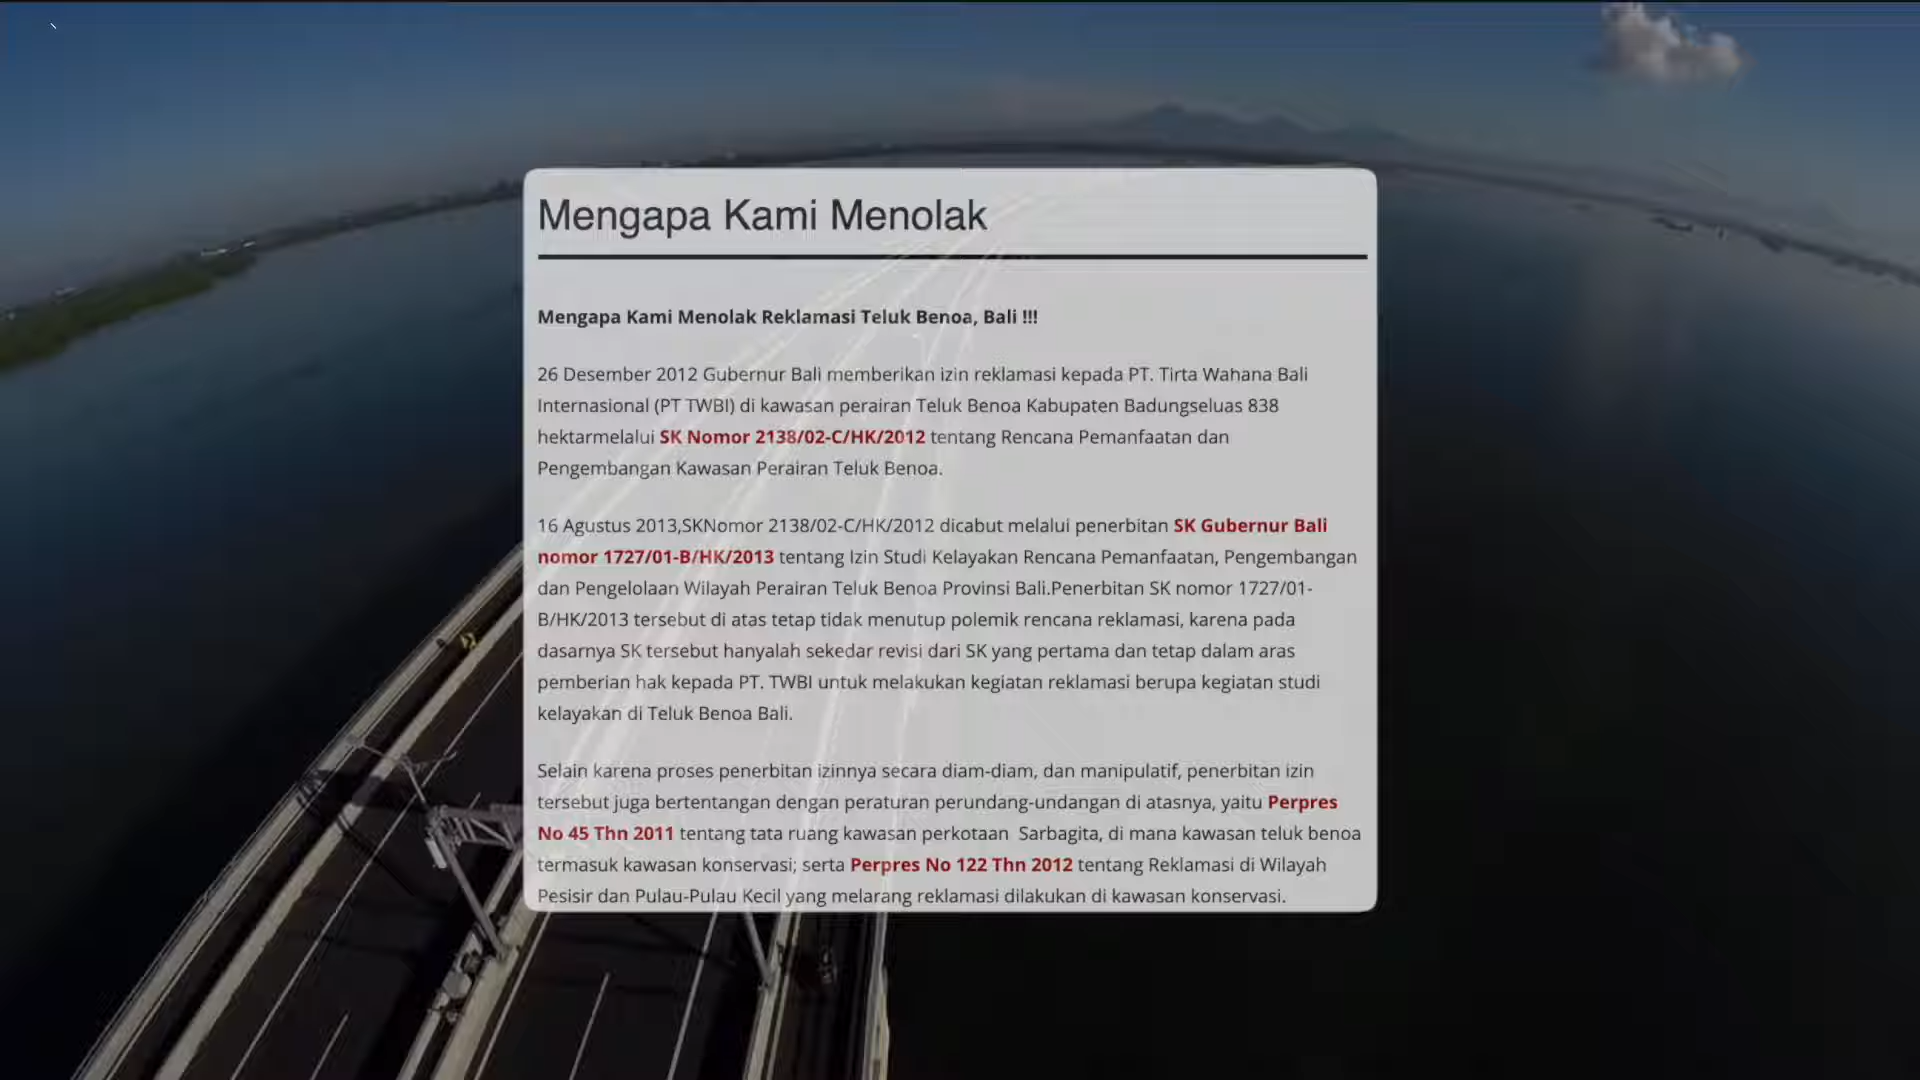 Mengapa Kami Menolak
Mengapa Kami Menolak Reklamasi Teluk Benoa, Bali !!!
26 Desember 2012 Gubernur Bali memberikan izin reklamasi kepada PT. Tirta Wahana Bali
Internasional (PT TWBI) di kawasan perairan Teluk Benoa Kabupaten Badungseluas 838
hektarmelalui SK Nomor 2138/02-C/HK/2012 tentang Rencana Pemanfaatan dan
Pengembangan Kawasan Perairan Teluk Benoa.
16 Agustus 2013,SKNomor 2138/02-C/HK/2012 dicabut melalui penerbitan SK Gubernur Bali
nomor 1727/01-B/HK/2013 tentang Izin Studi Kelayakan Rencana Pemanfaatan, Pengembangan
dan Pengelolaan Wilayah Perairan Teluk Benoa Provinsi Bali.Penerbitan SK nomor 1727/01-
B/HK/2013 tersebut di atas tetap tidak menutup polemik rencana reklamasi, karena pada
dasarnya SK tersebut hanyalah sekedar revisi dari SK yang pertama dan tetap dalam aras
pemberian hak kepada PT. TWBI untuk melakukan kegiatan reklamasi berupa kegiatan studi
kelayakan di Teluk Benoa Bali.
Selain karena proses penerbitan izinnya secara diam-diam, dan manipulatif, penerbitan izin
tersebut juga bertentangan dengan peraturan perundang-undangan di atasnya, yaitu Perpres
No 45 Thn 2011 tentang tata ruang kawasan perkotaan  Sarbagita, di mana kawasan teluk benoa
termasuk kawasan konservasi; serta Perpres No 122 Thn 2012 tentang Reklamasi di Wilayah
Pesisir dan Pulau-Pulau Kecil yang melarang reklamasi dilakukan di kawasan konservasi.